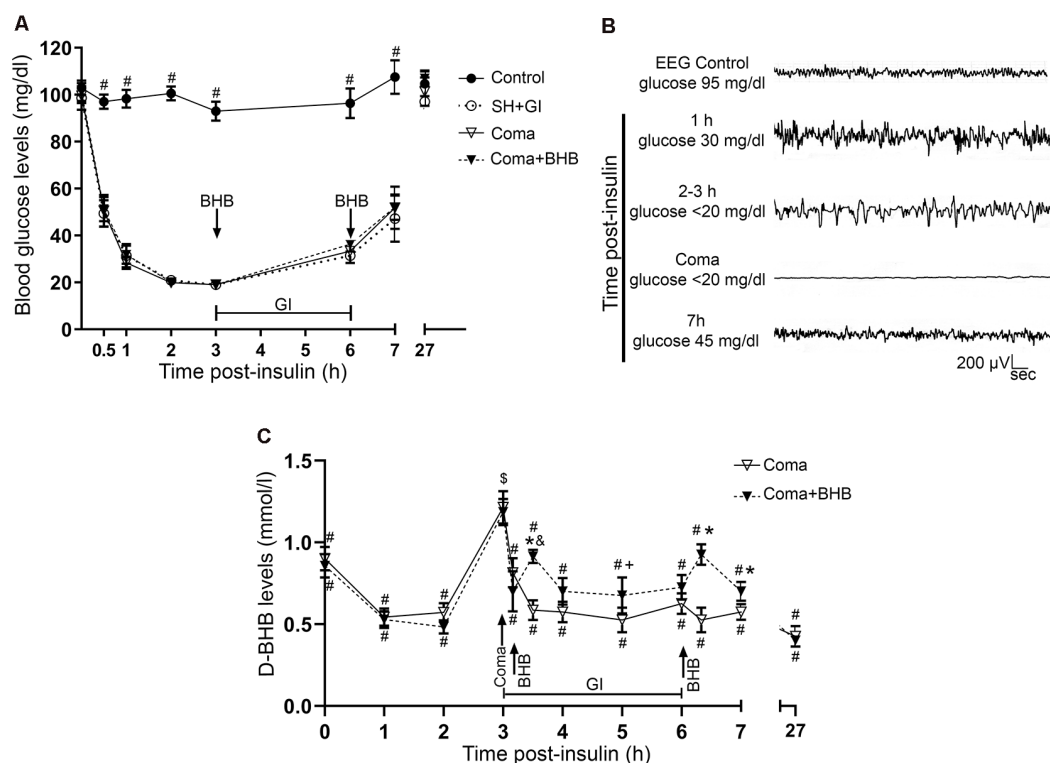 A
Blood glucose levels (mg/dl)
120
100
80
60
40
20
0
# # # # # #
BHB BHB
GI
0.5 1 2 3 4 5 6 7 27
Time post-insulin (h)
Control
SH+GI
Coma
Coma+BHB
B
Time post-insulin
EEG Control
glucose 95 mg/dl
1 h
glucose 30 mg/dl
2-3 h
glucose <20 mg/dl
Coma
glucose <20 mg/dl
7h
glucose 45 mg/dl
200 µV
sec
C
D-BHB levels (mmol/l)
1.5
1.0
0.5
0.0
$
#
*&
# # # # # # + # # * # * #
# # # # # # # # # # #
Coma
BHB
BHB
GI
0 1 2 3 4 5 6 7 27
Time post-insulin (h)
Coma
Coma+BHB